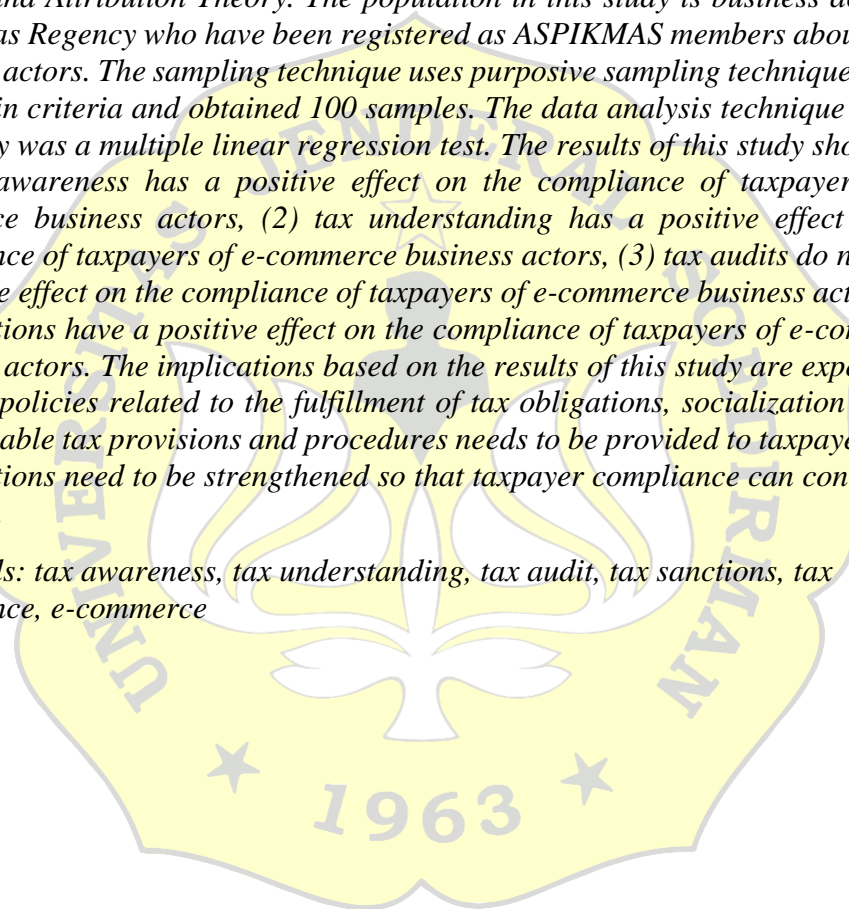 and Attribution Theory. The population in this study is business ac
as Regency who have been registered as ASPIKMAS members abou
actors. The sampling technique uses purposive sampling technique
in criteria and obtained 100 samples. The data analysis technique
y was a multiple linear regression test. The results of this study sho
awareness has a positive effect on the compliance of taxpayer
ce business actors, (2) tax understanding has a positive effect
nce of taxpayers of e-commerce business actors, (3) tax audits do n
e effect on the compliance of taxpayers of e-commerce business act
tions have a positive effect on the compliance of taxpayers of e-con
actors. The implications based on the results of this study are expe
policies related to the fulfillment of tax obligations, socialization
able tax provisions and procedures needs to be provided to taxpaye
tions need to be strengthened so that taxpayer compliance can con
ls: tax awareness, tax understanding, tax audit, tax sanctions, tax
nce, e-commerce
UNIVERSITAS JENDERAL SOEDIRMAN
1963